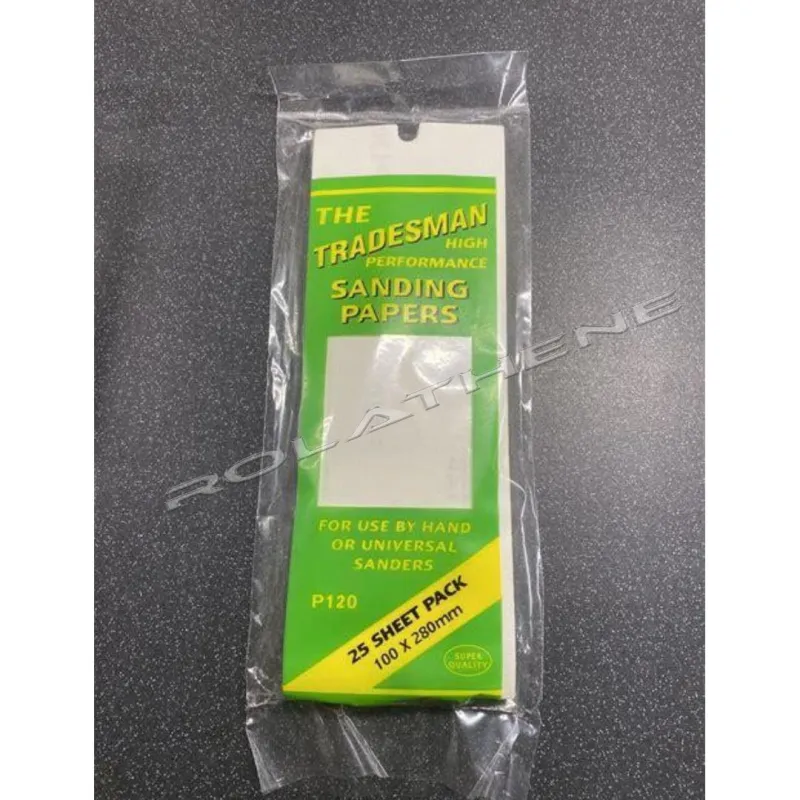 THE
TRADESMAN
HIGH
PERFORMANCE
SANDING
PAPERS
ROLATHENE
FOR USE BY HAND
OR UNIVERSAL
SANDERS
P120
25 SHEET PACK
100 X 280mm
SUPER
QUALITY